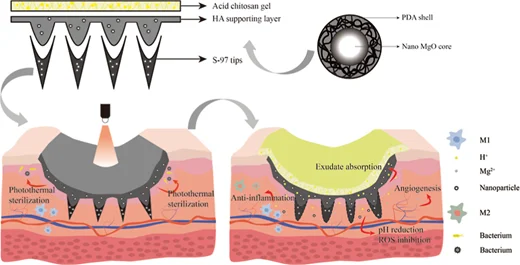 Acid chitosan gel
HA supporting layer
S-97 tips
PDA shell
Nano MgO core
Photothermal
sterilization
Photothermal
sterilization
Exudate absorption
Anti-inflammation
Angiogenesis
pH reduction
ROS inhibition
M1
H⁺
Mg²⁺
Nanoparticle
M2
Bacterium
Bacterium